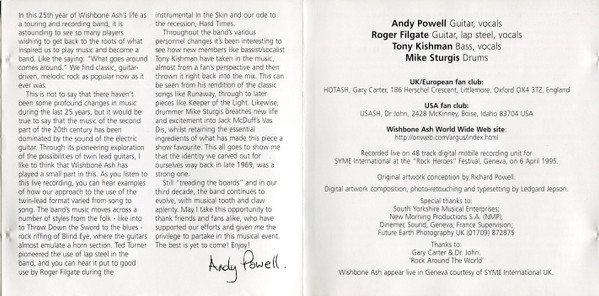 In this 25th year of Wishbone Ash's life as
a touring and recording band, it is
astounding to see so many players
wishing to get back to the roots of what
inspired us to play music and become a
band. Like the saying: "What goes around
comes around." We find classic, guitar-
driven, melodic rock as popular now as it
ever was.
This is not to say that there haven't
been some profound changes in music
during the last 25 years, but it would be
true to say that the music of the second
part of the 20th century has been
dominated by the sound of the electric
guitar. Through its pioneering exploration
of the possibilities of twin lead guitars, I
like to think that Wishbone Ash has
played a small part in this. As you listen to
this live recording, you can hear examples
of how our approach to the use of the
twin-lead format varied from song to
song. The band's music moves across a
number of styles from the folk - like into
to Throw Down the Sword to the blues -
rock riffing of Blind Eye, where the guitars
almost emulate a horn section. Ted Turner
pioneered the use of lap steel in the
band, and you can hear it put to good
use by Roger Filgate during the
instrumental In the Skin and our ode to
the recession, Hard Times.
Throughout the band's various
personnel changes it's been interesting to
see how new members like bassist/vocalist
Tony Kishman have taken in the music,
almost from a fan's perspective and then
thrown it right back into the mix. This can
be seen from his rendition of the classic
songs like Runaway, through to later
pieces like Keeper of the Light. Likewise,
drummer Mike Sturgis breathes new life
and excitement into Jack McDuff's Vas
Dis, whilst retaining the essential
ingredients of what has made this piece a
show favourite. This all goes to show me
that the identity we carved out for
ourselves way back in late 1969, was a
strong one.
Still "treading the boards" and in our
third decade, the band continues to
evolve, with musical tooth and claw
aplenty. May I take this opportunity to
thank friends and fans alike, who have
supported our efforts and given me the
privilege to partake in this musical event.
The best is yet to come! Enjoy!
Andy Powell.
Andy Powell Guitar, vocals
Roger Filgate Guitar, lap steel, vocals
Tony Kishman Bass, vocals
Mike Sturgis Drums
UK/European fan club:
HOTASH, Gary Carter, 186 Herschel Crescent, Littlemore, Oxford OX4 3TZ, England
USA fan club:
USASH, Dr John, 2428 McKinney, Boise, Idaho 83704 USA
Wishbone Ash World Wide Web site:
http://onweb.com/argus/index.html
Recorded live on 48 track digital mobile recording unit for
SYME International at the "Rock Heroes" Festival, Geneva, on 6 April 1995.
Original artwork conception by Richard Powell.
Digital artwork composition, photo-retouching and typesetting by Ledgard Jepson.
Special thanks to:
South Yorkshire Musical Enterprises;
New Morning Productions S.A. (NMP);
Dinemec Sound, Geneva; France Supervision;
Future Earth Photography UK (01709) 872875
Thanks to:
Gary Carter & Dr. John.
'Rock Around The World'
Wishbone Ash appear live in Geneva courtesy of SYME International UK.